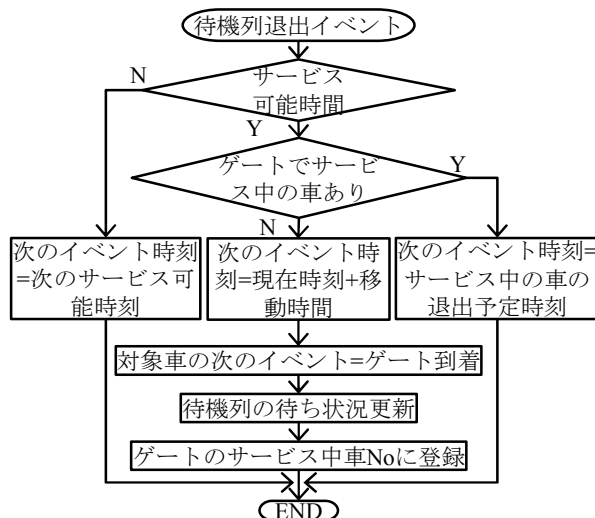 待機列退出イベント
サービス
可能時間
N
Y
ゲートでサービ
ス中の車あり
Y
N
次のイベント時刻
=次のサービス可
能時刻
次のイベント時
刻=現在時刻+移
動時間
次のイベント時刻=
サービス中の車の
退出予定時刻
対象車の次のイベント=ゲート到着
待機列の待ち状況更新
ゲートのサービス中車Noに登録
END